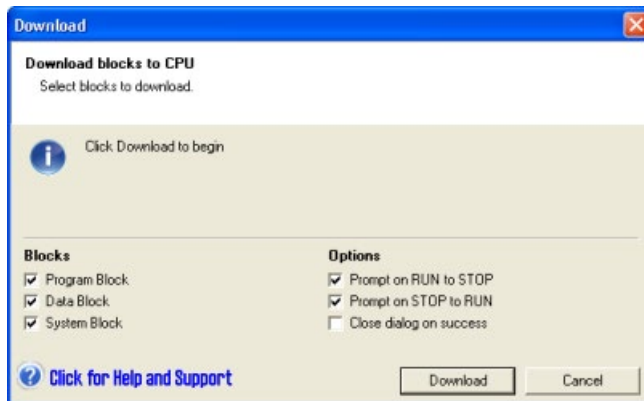 Download
Download blocks to CPU
Select blocks to download.
Click Download to begin
Blocks
Program Block
Data Block
System Block
Options
Prompt on RUN to STOP
Prompt on STOP to RUN
Close dialog on success
Click for Help and Support
Download
Cancel